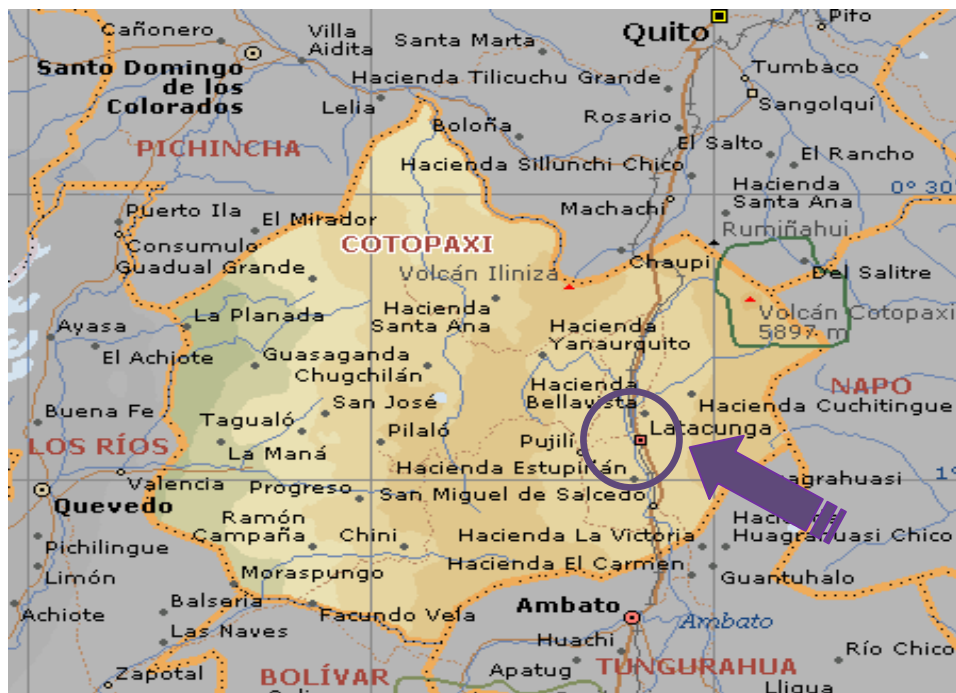 Cañonero
Villa
Aidita
Santa Marta
Quito
Pito
Santo Domingo
de los
Colorados
Hacienda Tilicuchu Grande
Tumbaco
Lelia
Sangolquí
Boloña
Rosario
PICHINCHA
El Salto
El Rancho
Hacienda Sillunchi Chico
Hacienda
Santa Ana
0° 30'
Puerto Ila
El Mirador
Machachi
Rumiñahui
Consumulo
COTOPAXI
Guadual Grande
Volcán Iliniza
Chaupi
Del Salitre
La Planada
Hacienda
Santa Ana
Hacienda
Yanaurquito
Volcán Cotopaxi
5897 m
Ayasa
El Achiote
Guasaganda
Chugchilán
Hacienda
Bellavista
NAPO
Buena Fe
San José
Hacienda Cuchitingue
Tagualó
Pilaló
Pujilí
Latacunga
LOS RÍOS
La Maná
Hacienda Estupiñán
agrahuasi
1°
Valencia
Progreso
San Miguel de Salcedo
Quevedo
Ramón
Campaña
Chini
Hacienda La Victoria
Huagrahuasi Chico
Pichilingue
Hacienda El Carmen
Limón
Moraspungo
Guantuhalo
Achiote
Balseria
Facundo Vela
Ambato
Ambato
Las Naves
Huachi
Río Chico
Zapotal
BOLÍVAR
Apatug
TUNGURAHUA
Lligua